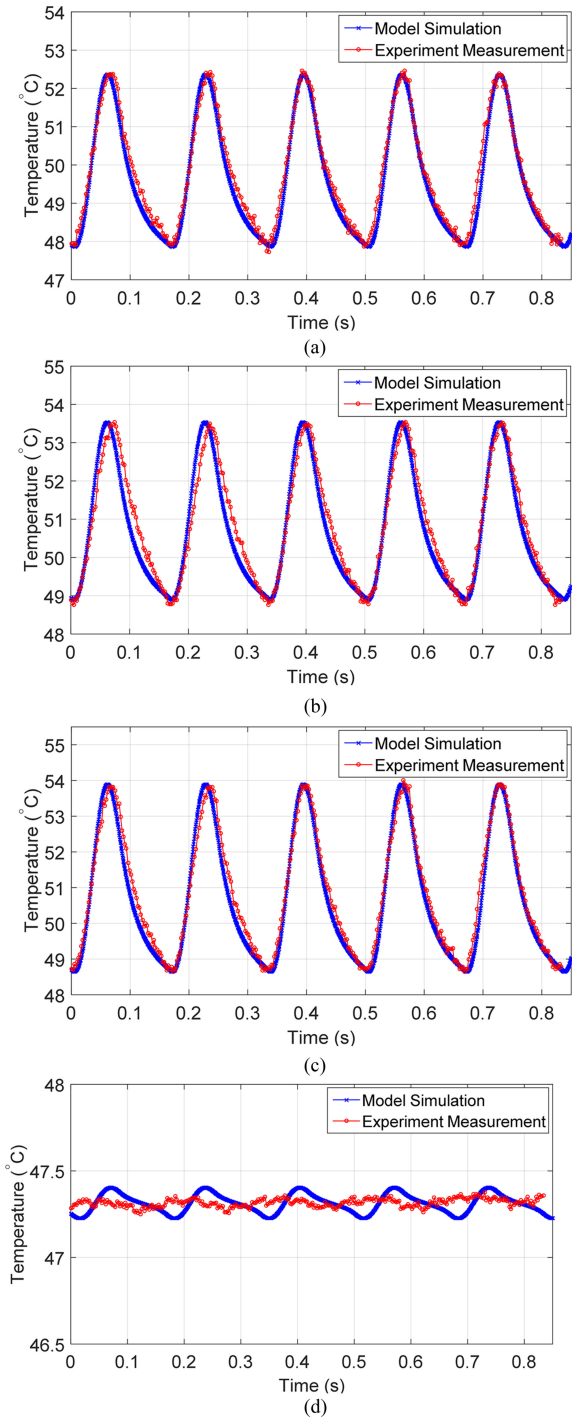 54
53
52
51
50
49
48
47
Temperature (°C)
Model Simulation
Experiment Measurement
0 0.1 0.2 0.3 0.4 0.5 0.6 0.7 0.8
Time (s)
(a)
55
54
53
52
51
50
49
48
Temperature (°C)
Model Simulation
Experiment Measurement
0 0.1 0.2 0.3 0.4 0.5 0.6 0.7 0.8
Time (s)
(b)
55
54
53
52
51
50
49
48
Temperature (°C)
Model Simulation
Experiment Measurement
0 0.1 0.2 0.3 0.4 0.5 0.6 0.7 0.8
Time (s)
(c)
48
47.5
47
46.5
Temperature (°C)
Model Simulation
Experiment Measurement
0 0.1 0.2 0.3 0.4 0.5 0.6 0.7 0.8
Time (s)
(d)